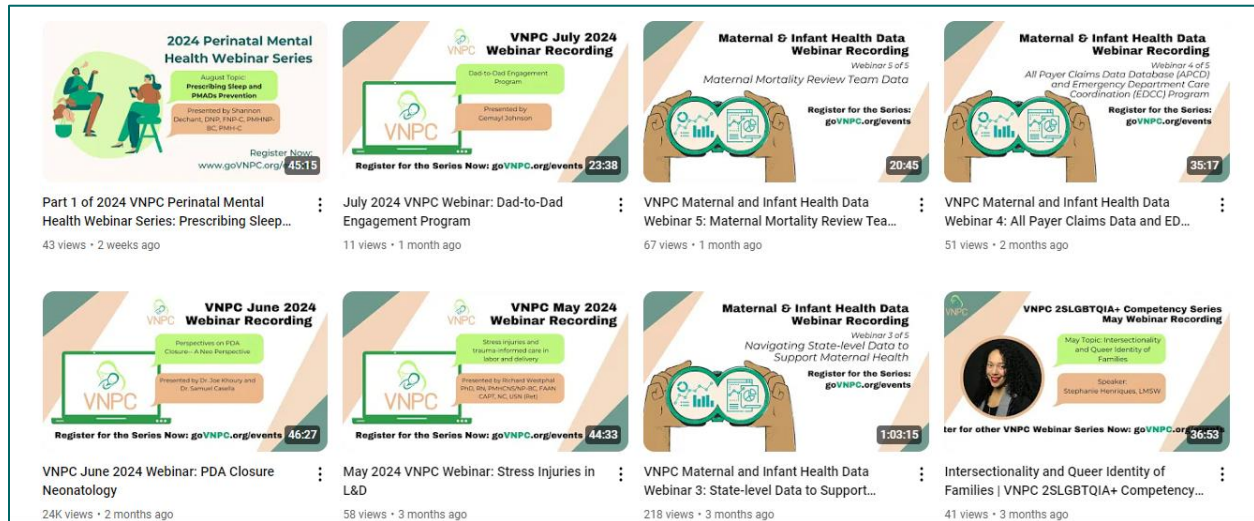 2024 Perinatal Mental
Health Webinar Series
August Topic:
Prescribing Sleep and
PMADs Prevention
Presented by Shannon
Dechant, DNP, FNP-C, PMHNP-
BC, PMH-C
Register Now:
www.goVNPC.org/e
45:15
Part 1 of 2024 VNPC Perinatal Mental
Health Webinar Series: Prescribing Sleep...
43 views • 2 weeks ago
VNPC
VNPC July 2024
Webinar Recording
Dad-to-Dad Engagement
Program
Presented by:
Gemayl Johnson
VNPC
Register for the Series Now: goVNPC.org/events
23:38
July 2024 VNPC Webinar: Dad-to-Dad
Engagement Program
11 views • 1 month ago
Maternal & Infant Health Data
Webinar Recording
Webinar 5 of 5
Maternal Mortality Review Team Data
Register for the Series:
goVNPC.org/events
20:45
VNPC Maternal and Infant Health Data
Webinar 5: Maternal Mortality Review Tea...
67 views • 1 month ago
Maternal & Infant Health Data
Webinar Recording
Webinar 4 of 5
All Payer Claims Data Database (APCD)
and Emergency Department Care
Coordination (EDCC) Program
Register for the Series:
goVNPC.org/events
35:17
VNPC Maternal and Infant Health Data
Webinar 4: All Payer Claims Data and ED...
51 views • 2 months ago
VNPC
VNPC June 2024
Webinar Recording
Perspectives on PDA
Closure-- A Neo Perspective
Presented by Dr. Joe Khoury and
Dr. Samuel Casella
VNPC
Register for the Series Now: goVNPC.org/events
46:27
VNPC June 2024 Webinar: PDA Closure
Neonatology
24K views • 2 months ago
VNPC
VNPC May 2024
Webinar Recording
Stress injuries and
trauma-informed care in
labor and delivery
Presented by Richard Westphal
PhD, RN, PMHCNS/NP-BC, FAAN
CAPT, NC, USN (Ret)
VNPC
Register for the Series Now: goVNPC.org/events
44:33
May 2024 VNPC Webinar: Stress Injuries in
L&D
58 views • 3 months ago
Maternal & Infant Health Data
Webinar Recording
Webinar 3 of 5
Navigating State-level Data to
Support Maternal Health
Register for the Series:
goVNPC.org/events
1:03:15
VNPC Maternal and Infant Health Data
Webinar 3: State-level Data to Support...
218 views • 3 months ago
VNPC
VNPC 2SLGBTQIA+ Competency Series
May Webinar Recording
May Topic: Intersectionality
and Queer Identity of
Families
Speaker:
Stephanie Henriques, LMSW
ter for other VNPC Webinar Series Now: goVNPC.org/events
36:53
Intersectionality and Queer Identity of
Families | VNPC 2SLGBTQIA+ Competency...
41 views • 3 months ago